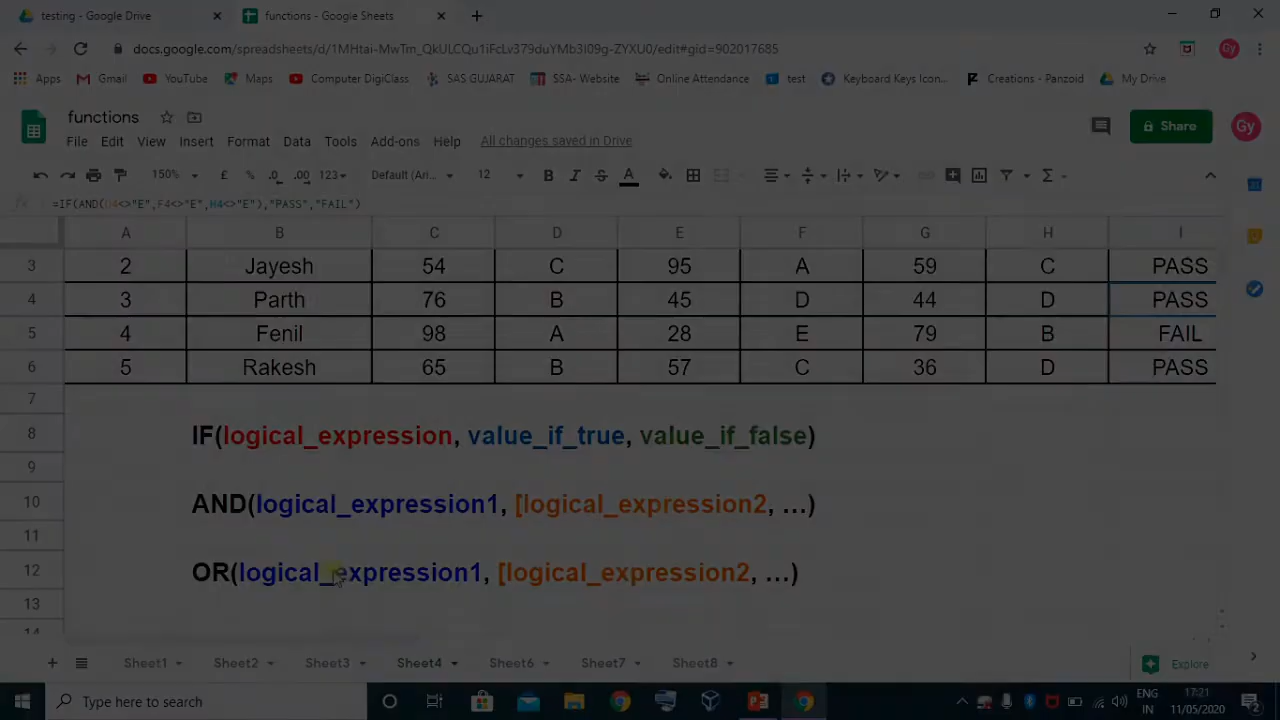 testing - Google Drive
functions - Google Sheets
docs.google.com/spreadsheets/d/1MHtai-MwTm_QkULCQu1iFcLv379duYMb3I09g-ZYXU0/edit#gid=902017685
Apps Gmail YouTube Maps Computer DigiClass SAS GUJARAT SSA- Website Online Attendance test Keyboard Keys Icon... Creations - Panzoid My Drive
functions
File Edit View Insert Format Data Tools Add-ons Help All changes saved in Drive
Share
Gy
150% £ % .0 .00 123 Default (Ari... 12 B I S A
=IF(AND(D4<>"E",F4<>"E",H4<>"E"),"PASS","FAIL")
A B C D E F G H I
3 2 Jayesh 54 C 95 A 59 C PASS
4 3 Parth 76 B 45 D 44 D PASS
5 4 Fenil 98 A 28 E 79 B FAIL
6 5 Rakesh 65 B 57 C 36 D PASS
7
8 IF(logical_expression, value_if_true, value_if_false)
9
10 AND(logical_expression1, [logical_expression2, ...)
11
12 OR(logical_expression1, [logical_expression2, ...)
13
14
Sheet1 Sheet2 Sheet3 Sheet4 Sheet6 Sheet7 Sheet8 Explore
Type here to search
ENG
IN
17:21
11/05/2020
2